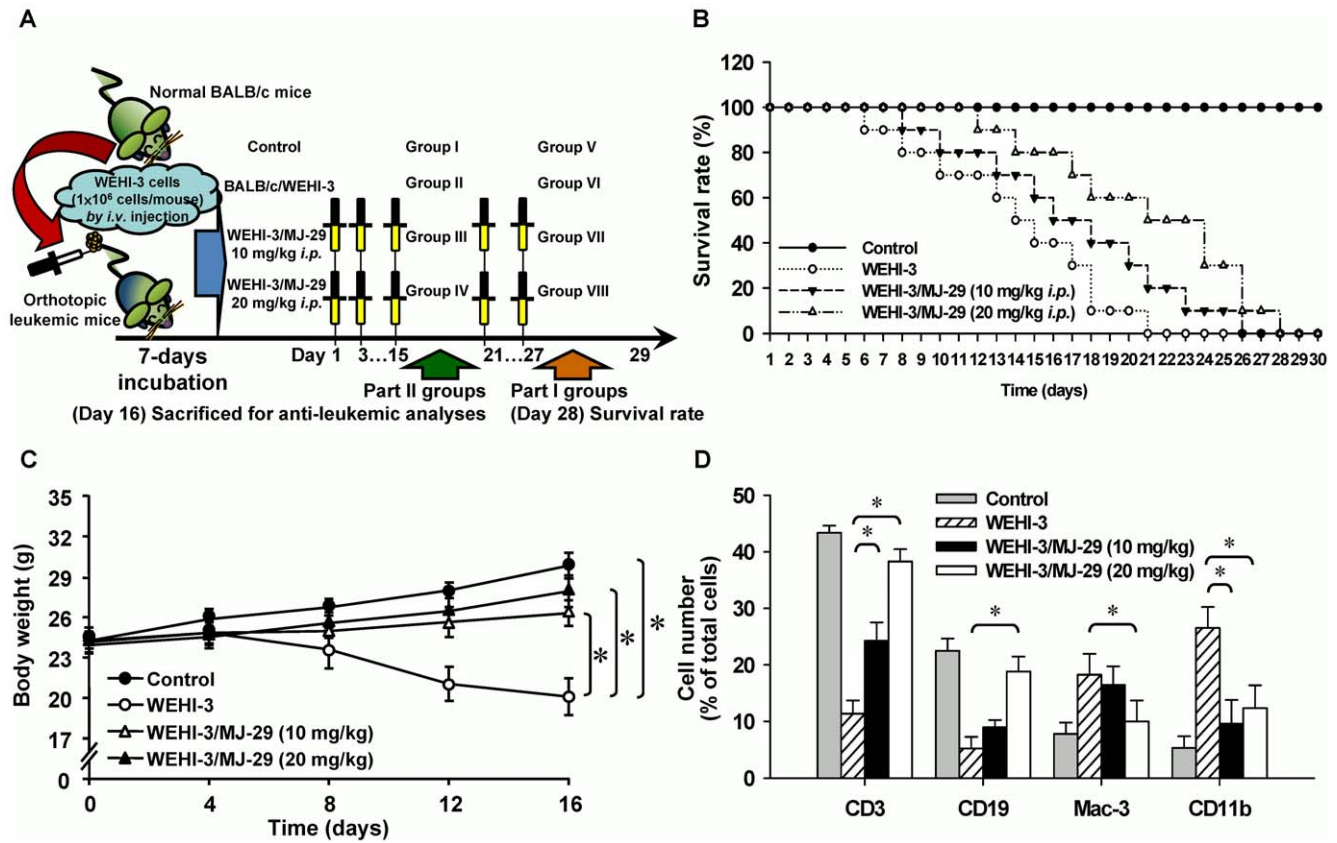 A
Normal BALB/c mice
WEHI-3 cells
(1x10⁶ cells/mouse)
by i.v. injection
Orthotopic
leukemic mice
7-days
incubation
Control
Group I
Group V
BALB/c/WEHI-3
Group II
Group VI
WEHI-3/MJ-29
10 mg/kg i.p.
Group III
Group VII
WEHI-3/MJ-29
20 mg/kg i.p.
Group IV
Group VIII
Day 1 3...15 21...27 29
Part II groups
Part I groups
(Day 16) Sacrificed for anti-leukemic analyses
(Day 28) Survival rate
B
Survival rate (%)
120
100
80
60
40
20
0
Control
WEHI-3
WEHI-3/MJ-29 (10 mg/kg i.p.)
WEHI-3/MJ-29 (20 mg/kg i.p.)
1 2 3 4 5 6 7 8 9 10 11 12 13 14 15 16 17 18 19 20 21 22 23 24 25 26 27 28 29 30
Time (days)
C
Body weight (g)
35
32
29
26
23
20
17
0
* * *
Control
WEHI-3
WEHI-3/MJ-29 (10 mg/kg)
WEHI-3/MJ-29 (20 mg/kg)
0 4 8 12 16
Time (days)
D
Cell number
(% of total cells)
50
40
30
20
10
0
Control
WEHI-3
WEHI-3/MJ-29 (10 mg/kg)
WEHI-3/MJ-29 (20 mg/kg)
*
*
*
*
*
*
CD3 CD19 Mac-3 CD11b